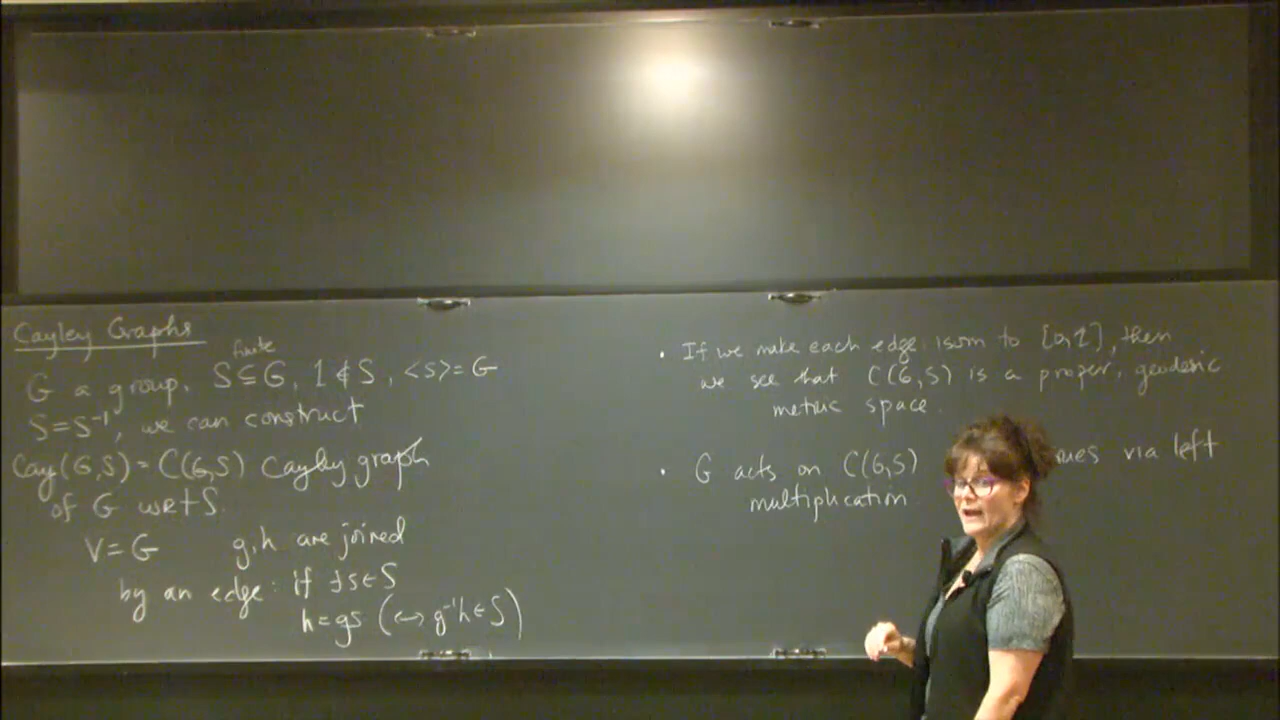 Cayley Graphs
finite
G a group, S ⊆ G, 1 ∉ S, <S> = G
S = S⁻¹, we can construct
Cay(G,S) = C(G,S) Cayley graph
of G wrt S.
V = G g,h are joined
by an edge: if ∃s∈S
h = gs (↔ g⁻¹h ∈ S)
· If we make each edge isom to [0,1], then
we see that C(G,S) is a proper, geodesic
metric space.
· G acts on C(G,S) via left
multiplication